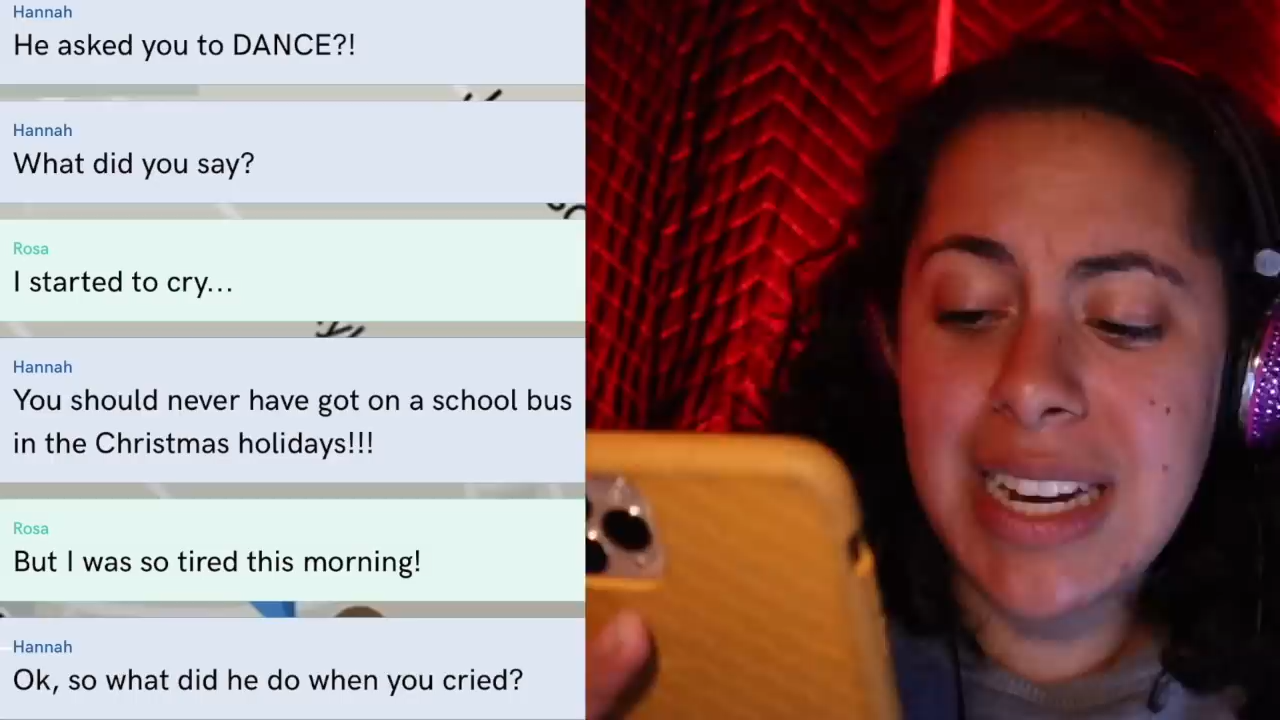 Hannah
He asked you to DANCE?!
Hannah
What did you say?
Rosa
I started to cry...
Hannah
You should never have got on a school bus
in the Christmas holidays!!!
Rosa
But I was so tired this morning!
Hannah
Ok, so what did he do when you cried?